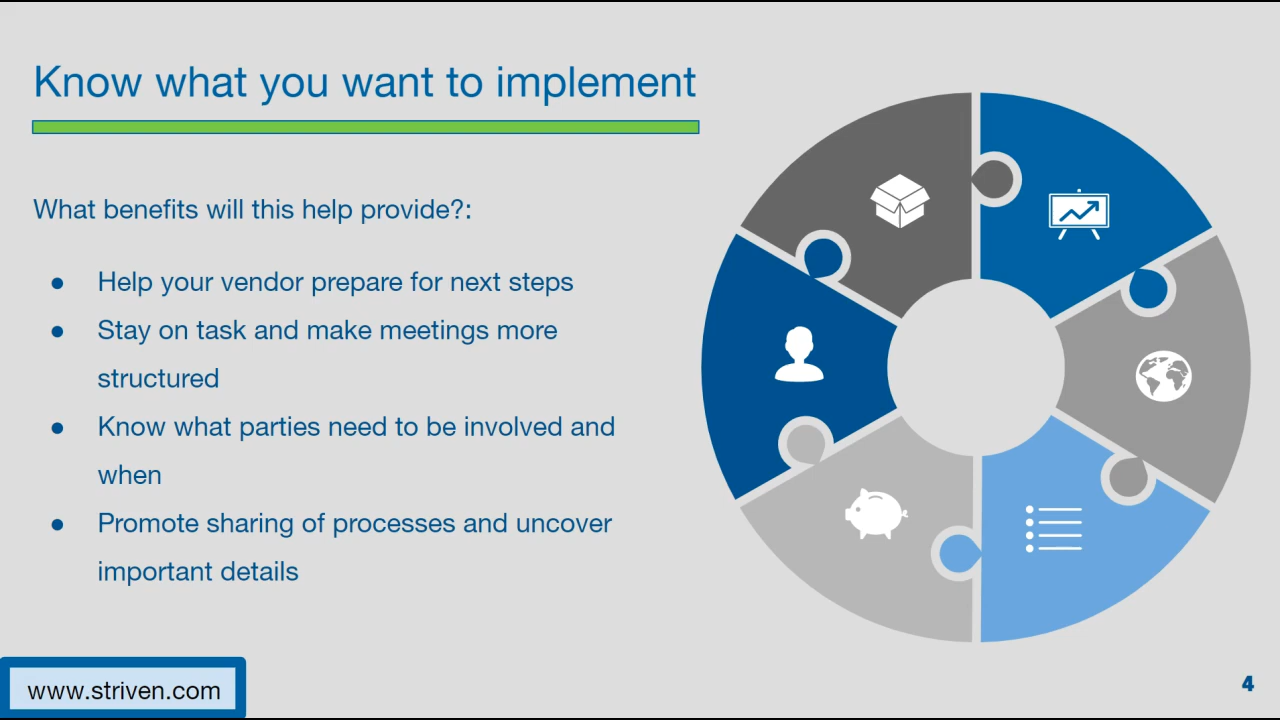 Know what you want to implement
What benefits will this help provide?:
● Help your vendor prepare for next steps
● Stay on task and make meetings more
structured
● Know what parties need to be involved and
when
● Promote sharing of processes and uncover
important details
www.striven.com
4